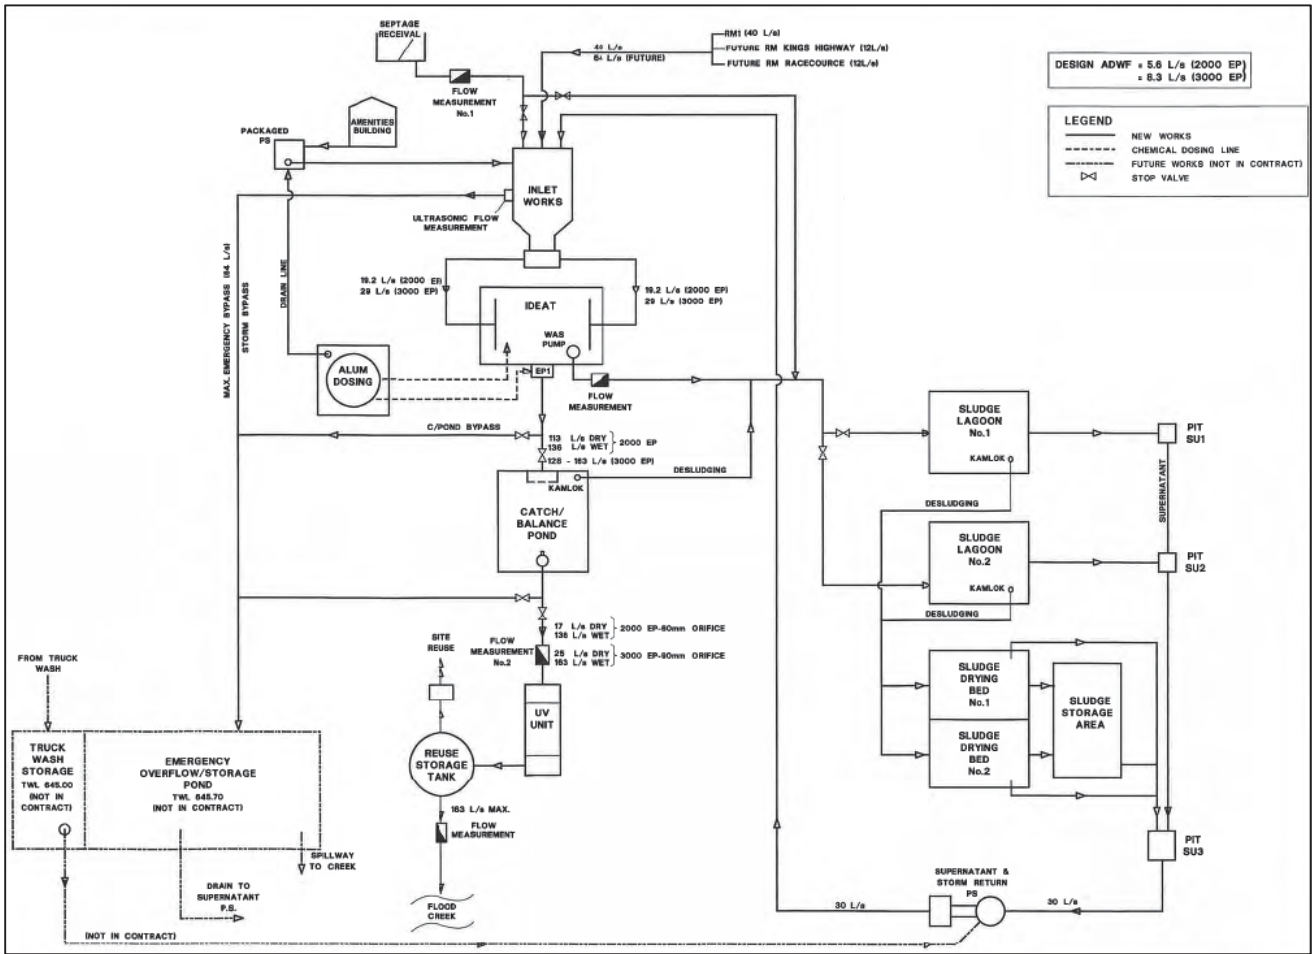 SEPTAGE
RECEIVAL
FLOW
MEASUREMENT
No.1
L/s
64 L/s (FUTURE)
RM1 (40 L/s)
FUTURE RM KINGS HIGHWAY (12L/s)
FUTURE RM RACECOURCE (12L/s)
DESIGN ADWF = 5.6 L/s (2000 EP)
= 8.3 L/s (3000 EP)
LEGEND
NEW WORKS
CHEMICAL DOSING LINE
FUTURE WORKS (NOT IN CONTRACT)
STOP VALVE
AMENITIES
BUILDING
PACKAGED
PS
INLET
WORKS
ULTRASONIC FLOW
MEASUREMENT
MAX. EMERGENCY BYPASS (64 L/s)
STORM BYPASS
DRAIN LINE
19.2 L/s (2000 EP)
29 L/s (3000 EP)
19.2 L/s (2000 EP)
29 L/s (3000 EP)
IDEAT
WAS
PUMP
EP1
ALUM
DOSING
FLOW
MEASUREMENT
C/POND BYPASS
113 L/s DRY
136 L/s WET
2000 EP
128 - 163 L/s (3000 EP)
DESLUDGING
KAMLOK
CATCH/
BALANCE
POND
SLUDGE
LAGOON
No.1
KAMLOK
PIT
SU1
DESLUDGING
SUPERNATANT
SLUDGE
LAGOON
No.2
KAMLOK
PIT
SU2
DESLUDGING
17 L/s DRY
136 L/s WET
2000 EP-80mm ORIFICE
25 L/s DRY
163 L/s WET
3000 EP-90mm ORIFICE
SITE
REUSE
FLOW
MEASUREMENT
No.2
UV
UNIT
REUSE
STORAGE
TANK
163 L/s MAX.
FLOW
MEASUREMENT
FLOOD
CREEK
SLUDGE
DRYING
BED
No.1
SLUDGE
DRYING
BED
No.2
SLUDGE
STORAGE
AREA
PIT
SU3
FROM TRUCK
WASH
TRUCK
WASH
STORAGE
TWL 645.00
(NOT IN
CONTRACT)
EMERGENCY
OVERFLOW/STORAGE
POND
TWL 645.70
(NOT IN CONTRACT)
SPILLWAY
TO CREEK
DRAIN TO
SUPERNATANT
P.S.
(NOT IN CONTRACT)
SUPERNATANT &
STORM RETURN
PS
30 L/s
30 L/s